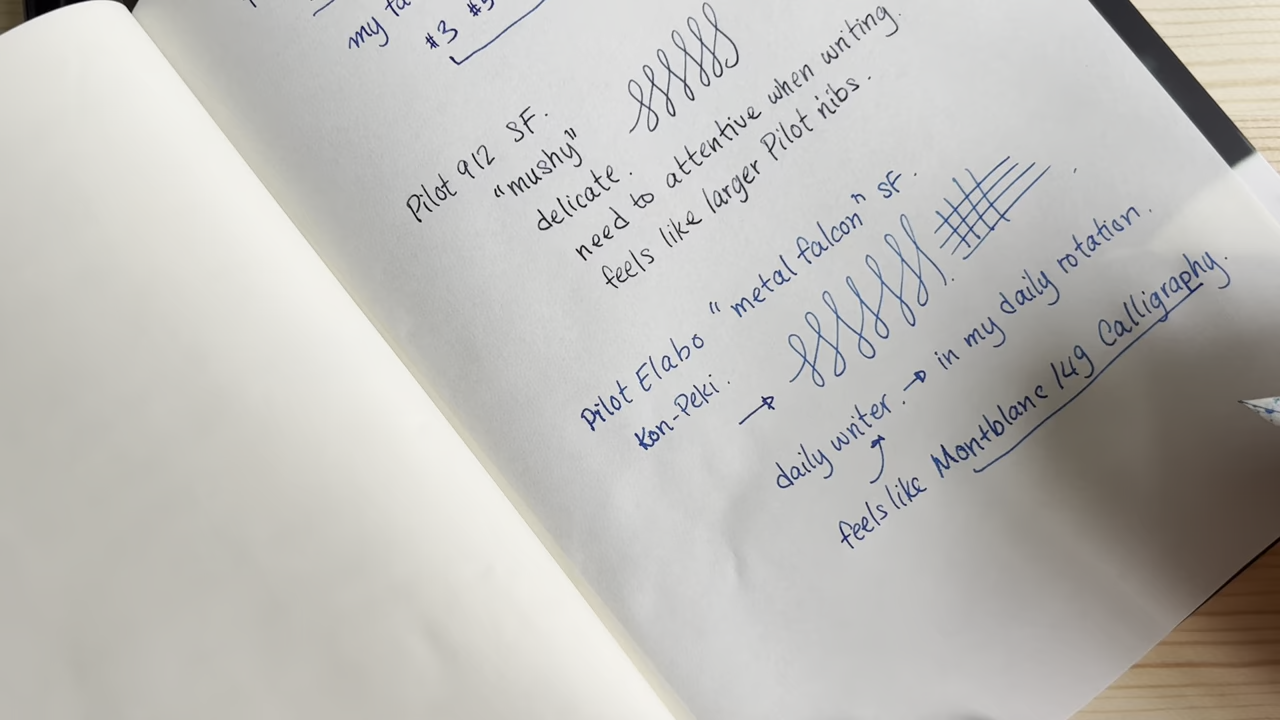 my fa
#3 #5
Pilot 912 SF.
"mushy"
delicate.
need to attentive when writing.
feels like larger Pilot nibs.
Pilot Elabo "metal falcon" SF.
Kon-Peki. →
daily writer. → in my daily rotation.
feels like Montblanc 149 Calligraphy.